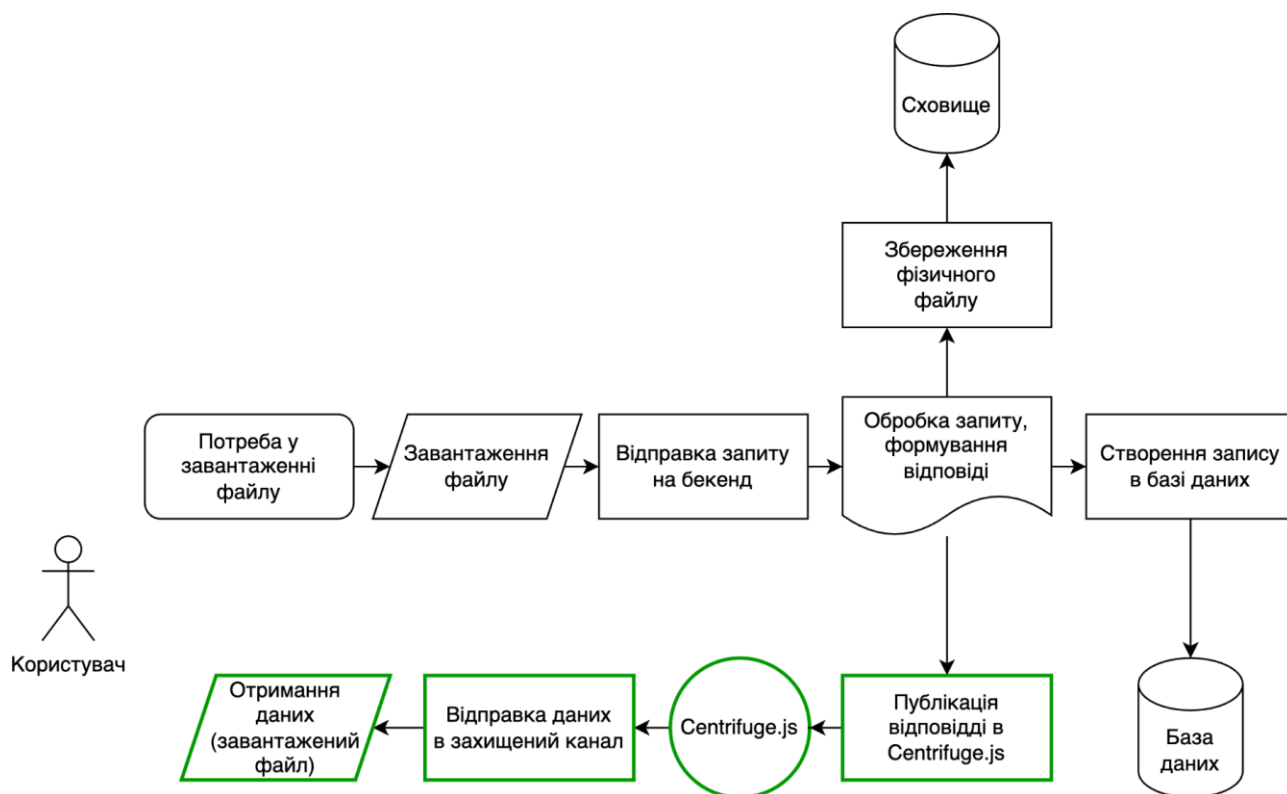 Сховище
Збереження
фізичного
файлу
Потреба у
завантаженні
файлу
Завантаження
файлу
Відправка запиту
на бекенд
Обробка запиту,
формування
відповіді
Створення запису
в базі даних
Користувач
Отримання
даних
(завантажений
файл)
Відправка даних
в захищений канал
Centrifuge.js
Публікація
відповідді в
Centrifuge.js
База
даних